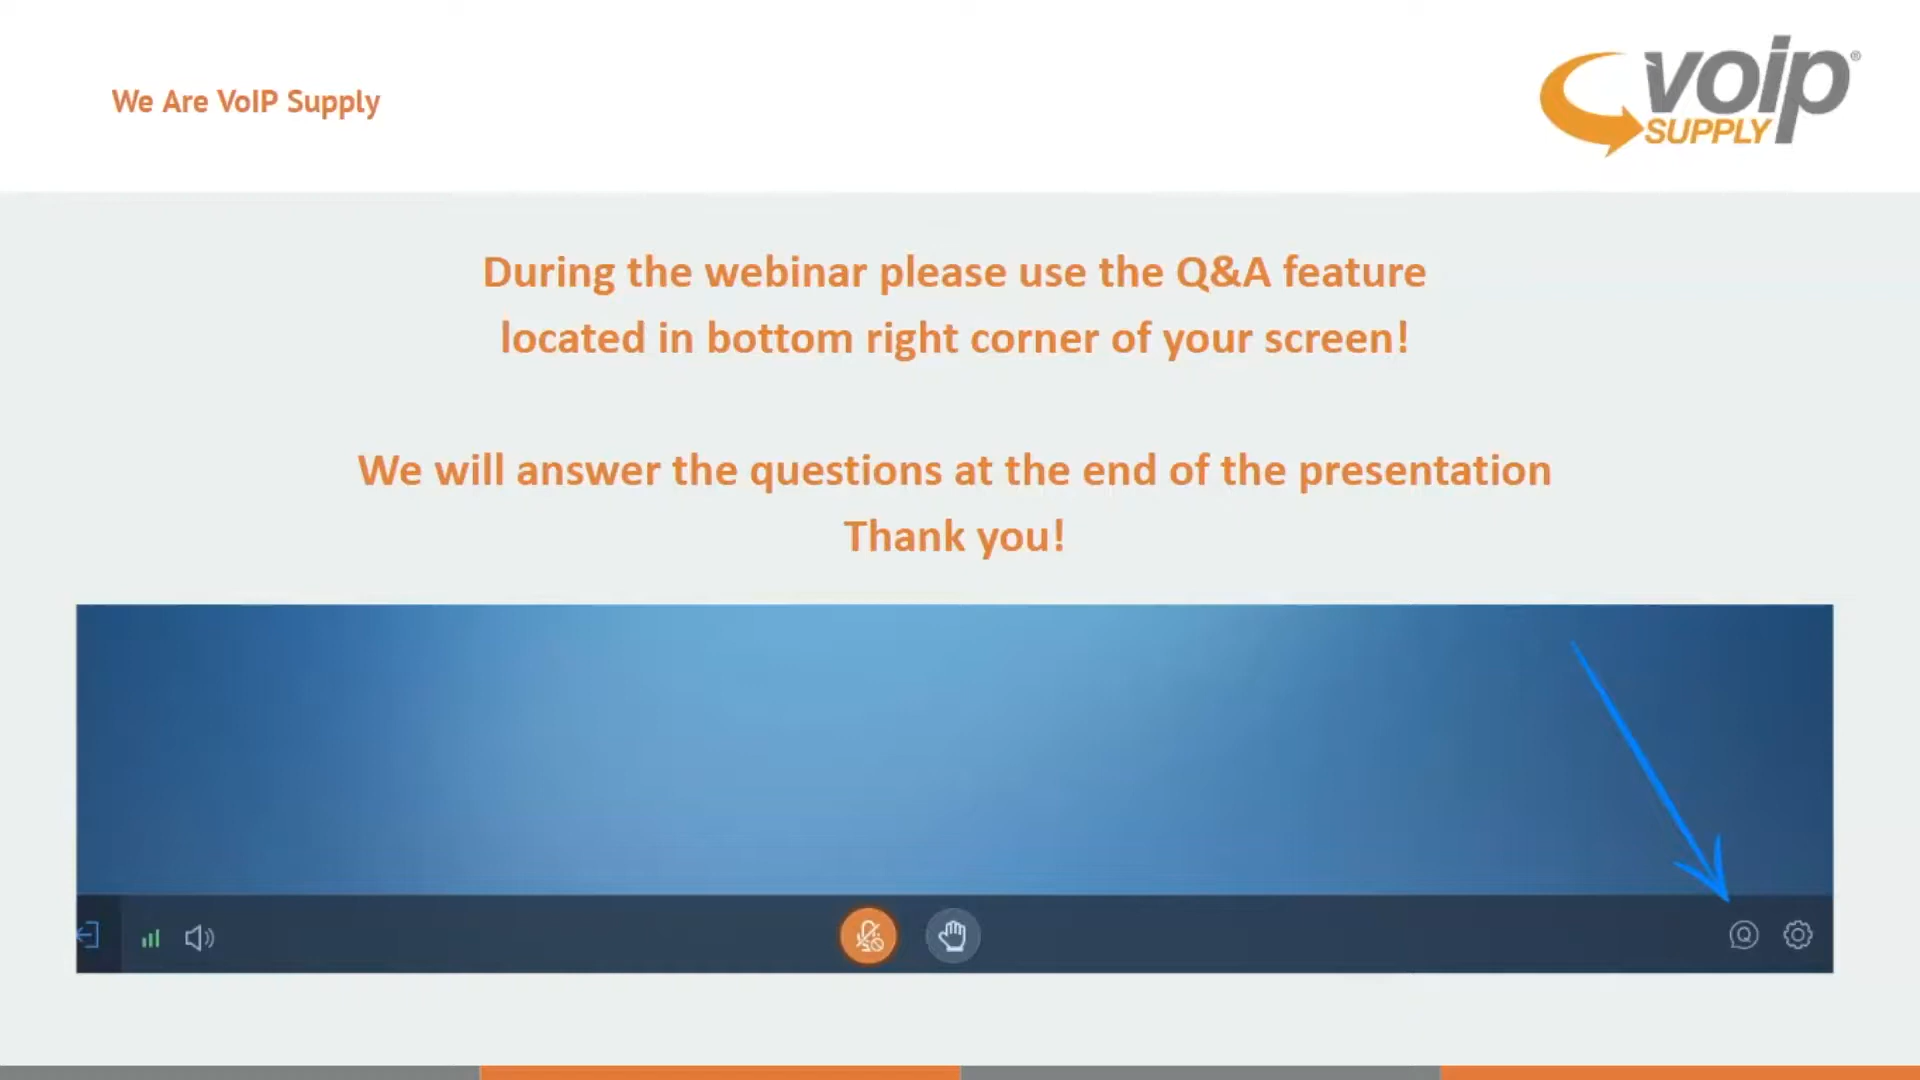 We Are VoIP Supply
voip®
SUPPLY
During the webinar please use the Q&A feature
located in bottom right corner of your screen!
We will answer the questions at the end of the presentation
Thank you!
Q